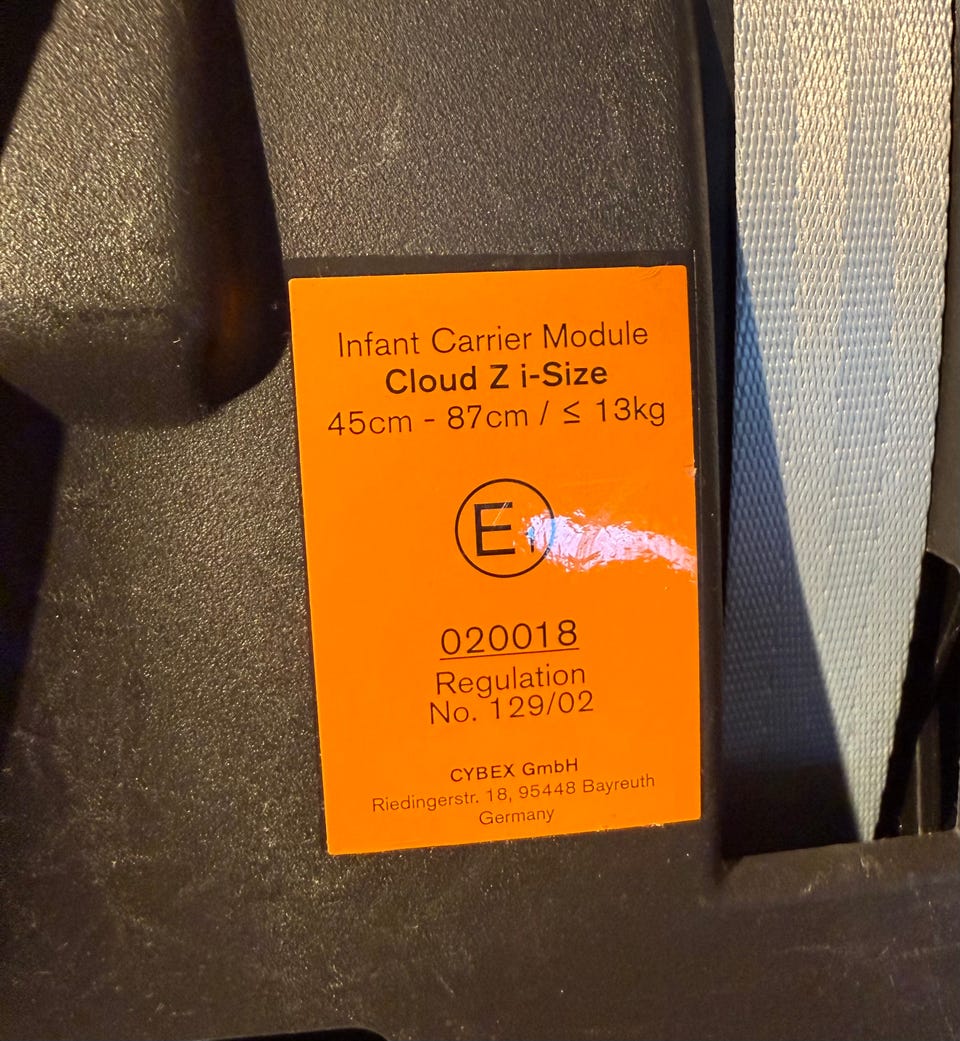 Infant Carrier Module
Cloud Z i-Size
45cm - 87cm / ≤ 13kg
E1
020018
Regulation
No. 129/02
CYBEX GmbH
Riedingerstr. 18, 95448 Bayreuth
Germany